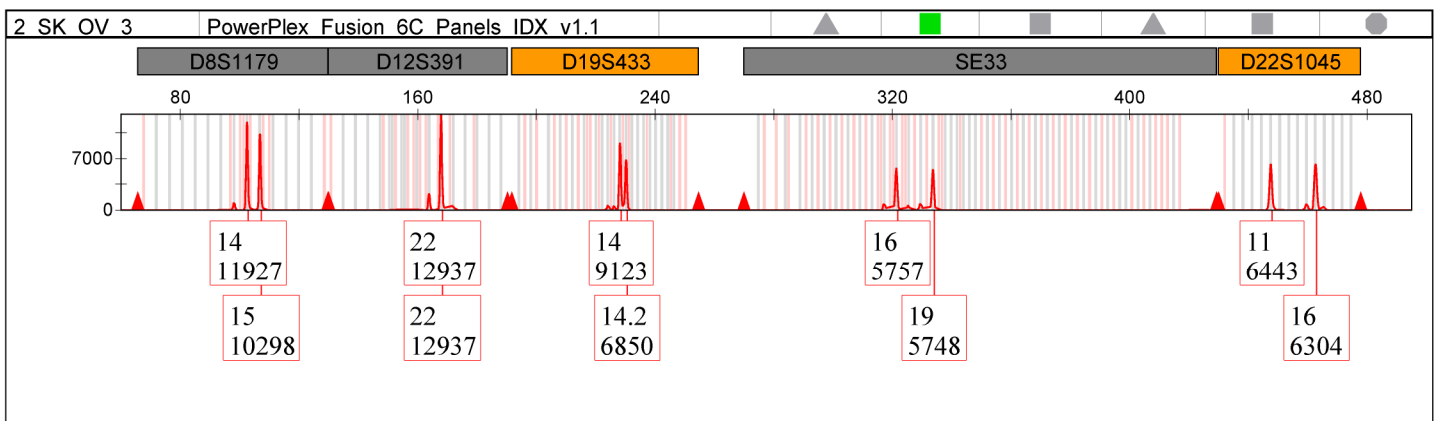 2 SK OV 3 PowerPlex Fusion 6C Panels IDX v1.1
D8S1179 D12S391 D19S433 SE33 D22S1045
80 160 240 320 400 480
7000
0
14 22 14 16 11
11927 12937 9123 5757 6443
15 22 14.2 19 16
10298 12937 6850 5748 6304